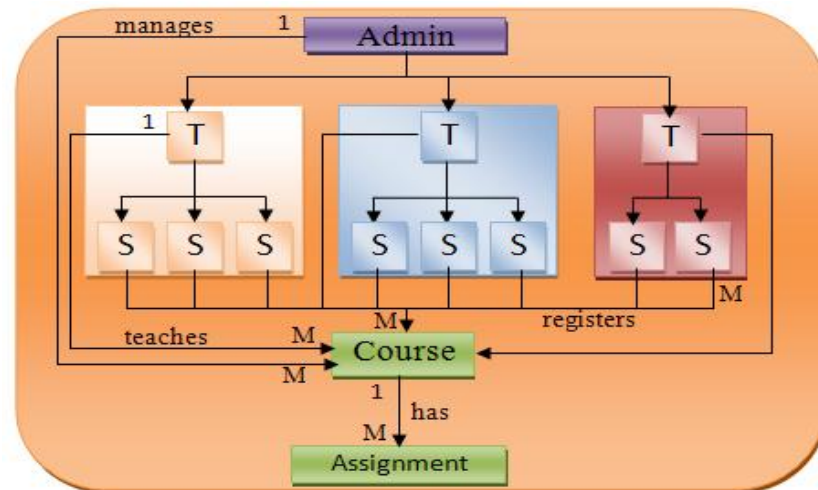 manages 1 Admin
1 T T T
S S S S S S S S
M
teaches M M registers
Course
M
1
has
M
Assignment